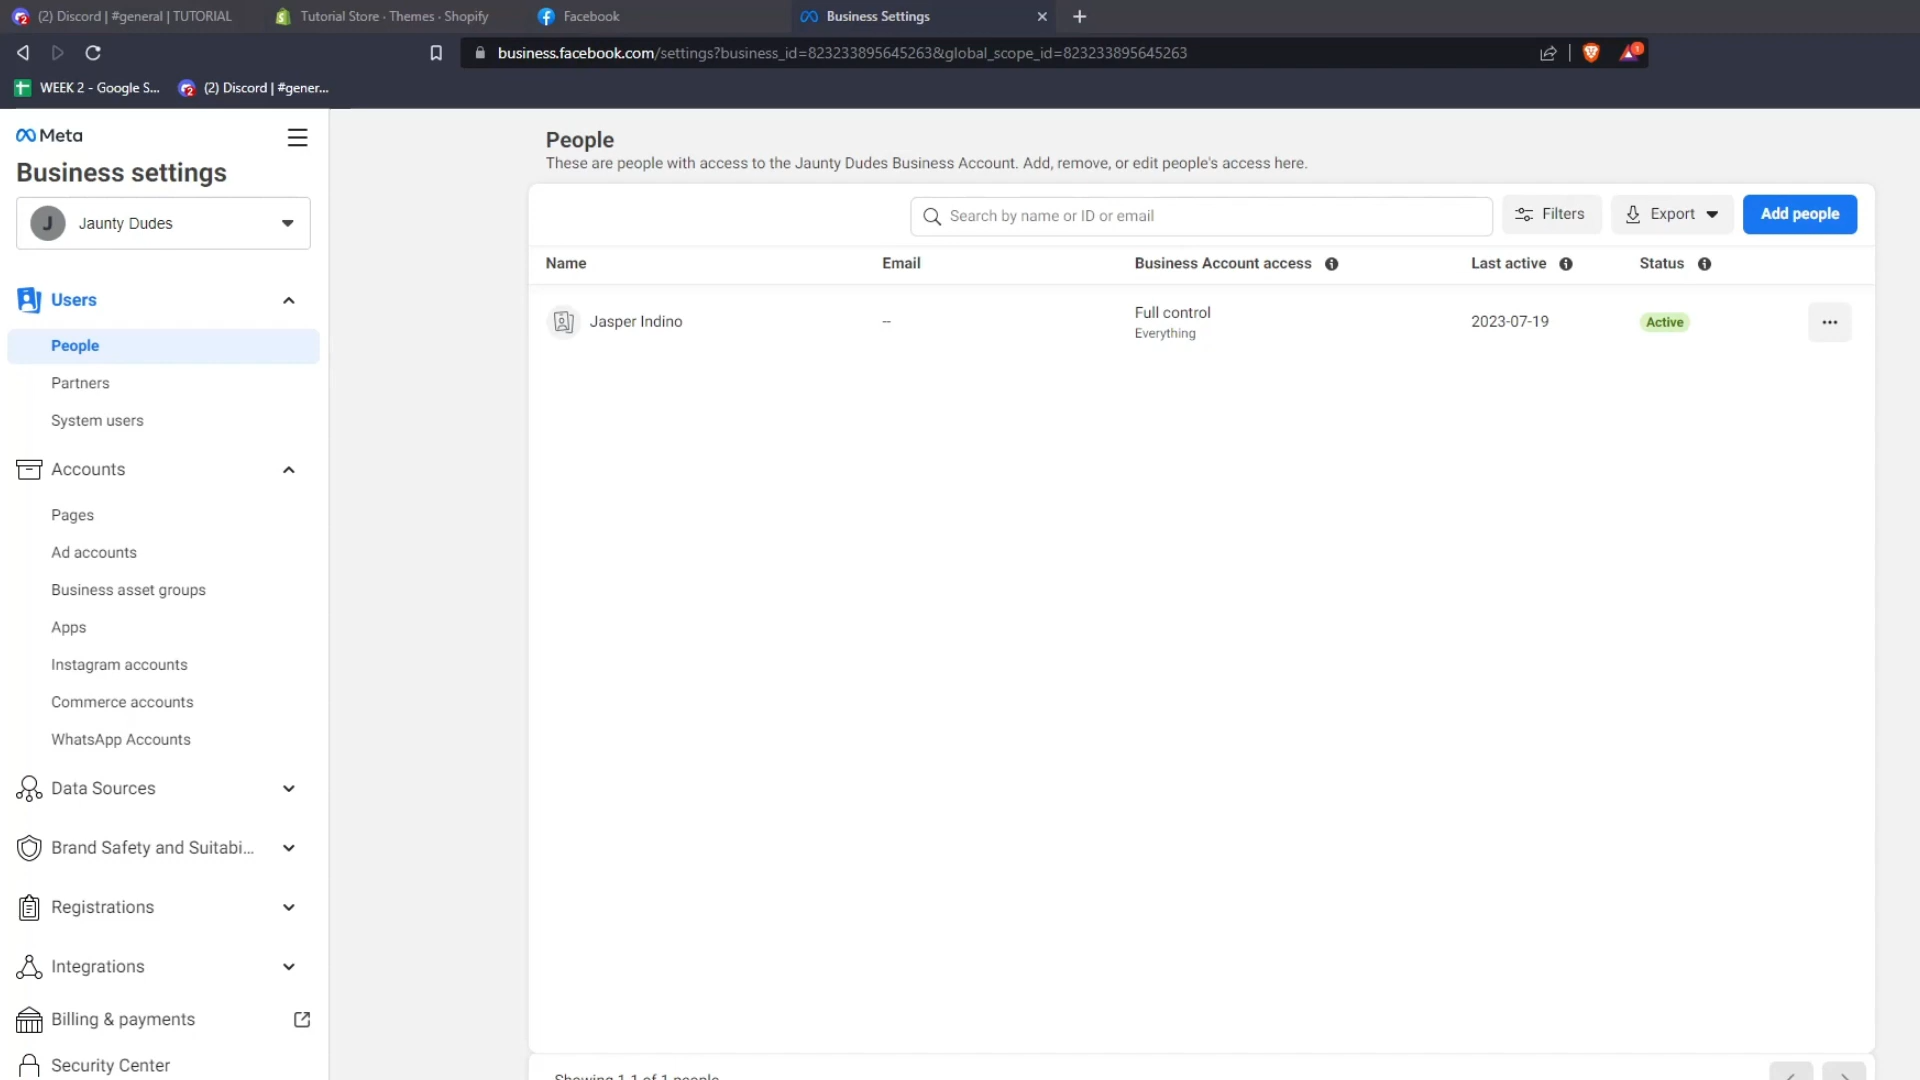 (2) Discord | #general | TUTORIAL
Tutorial Store · Themes · Shopify
Facebook
Business Settings
business.facebook.com/settings?business_id=823233895645263&global_scope_id=823233895645263
1
WEEK 2 - Google S...
(2) Discord | #gener...
Meta
Business settings
J
Jaunty Dudes
Users
People
Partners
System users
Accounts
Pages
Ad accounts
Business asset groups
Apps
Instagram accounts
Commerce accounts
WhatsApp Accounts
Data Sources
Brand Safety and Suitabi...
Registrations
Integrations
Billing & payments
Security Center
People
These are people with access to the Jaunty Dudes Business Account. Add, remove, or edit people's access here.
Search by name or ID or email
Filters
Export
Add people
Name Email Business Account access Last active Status
Jasper Indino -- Full control 2023-07-19 Active
Everything
Showing 1-1 of 1 people